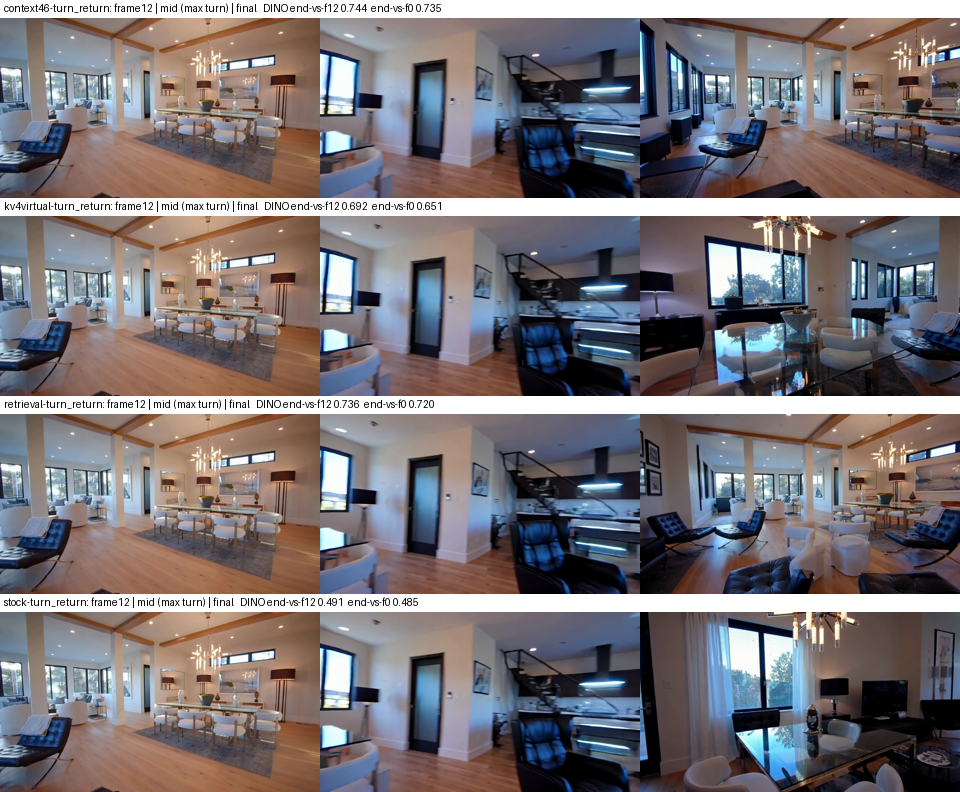 context46-turn_return: frame12 | mid (max turn) | final DINO end-vs-f12 0.744 end-vs-f0 0.735
kv4virtual-turn_return: frame12 | mid (max turn) | final DINO end-vs-f12 0.692 end-vs-f0 0.651
retrieval-turn_return: frame12 | mid (max turn) | final DINO end-vs-f12 0.736 end-vs-f0 0.720
stock-turn_return: frame12 | mid (max turn) | final DINO end-vs-f12 0.491 end-vs-f0 0.485